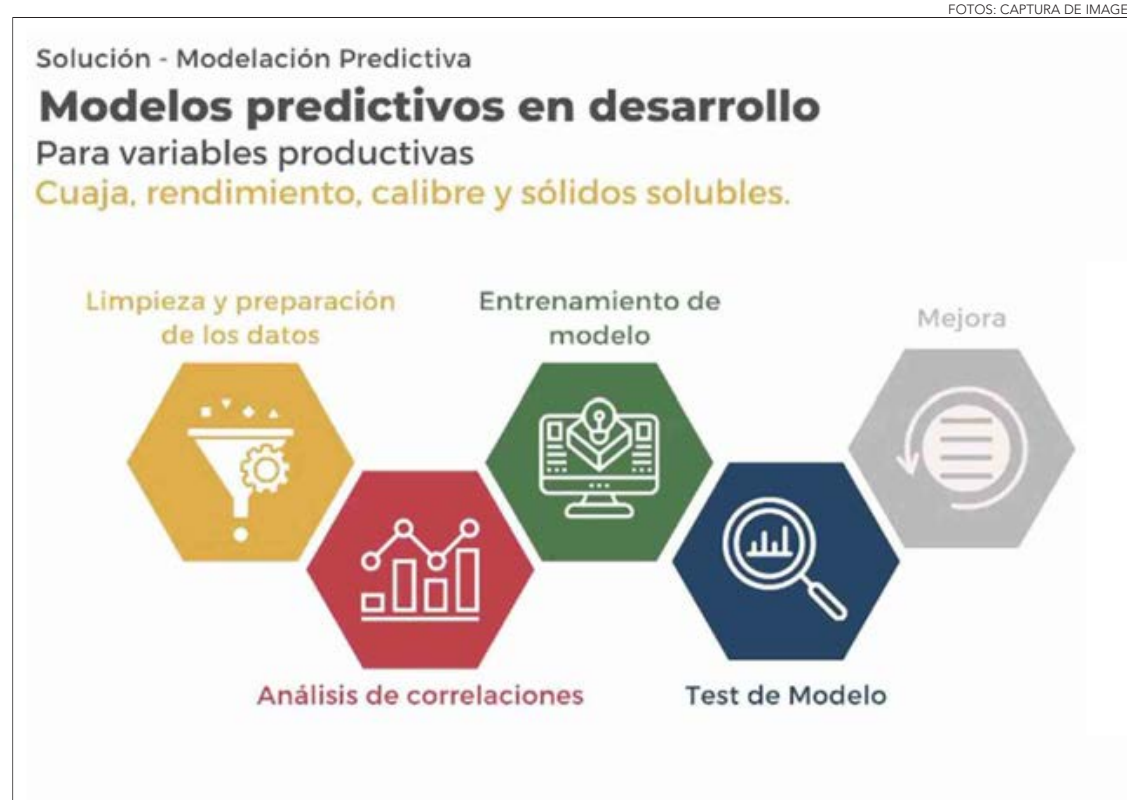 FOTOS: CAPTURA DE IMAGE
Solución - Modelación Predictiva
Modelos predictivos en desarrollo
Para variables productivas
Cuaja, rendimiento, calibre y sólidos solubles.
Limpieza y preparación
de los datos
Entrenamiento de
modelo
Mejora
Análisis de correlaciones
Test de Modelo